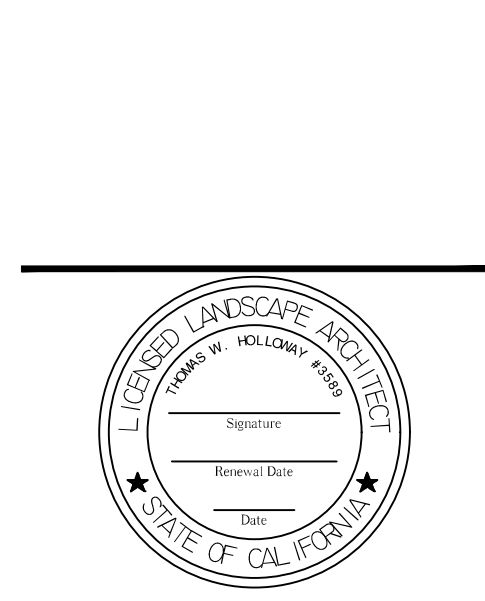 LICENSED LANDSCAPE ARCHITECT
THOMAS W. HOLLOWAY #3589
Signature
Renewal Date
Date
STATE OF CALIFORNIA